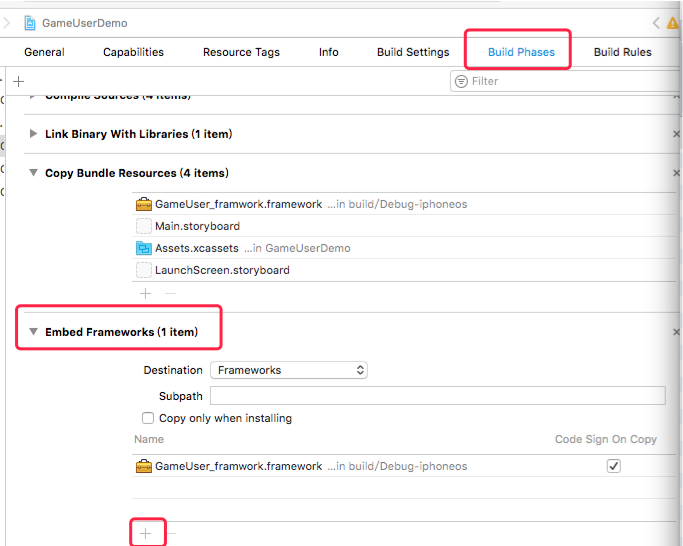 GameUserDemo
General Capabilities Resource Tags Info Build Settings Build Phases Build Rules
Filter
Compile Sources (4 items)
Link Binary With Libraries (1 item)
Copy Bundle Resources (4 items)
GameUser_framwork.framework ...in build/Debug-iphoneos
Main.storyboard
Assets.xcassets ...in GameUserDemo
LaunchScreen.storyboard
Embed Frameworks (1 item)
Destination Frameworks
Subpath
Copy only when installing
Name Code Sign On Copy
GameUser_framwork.framework ...in build/Debug-iphoneos